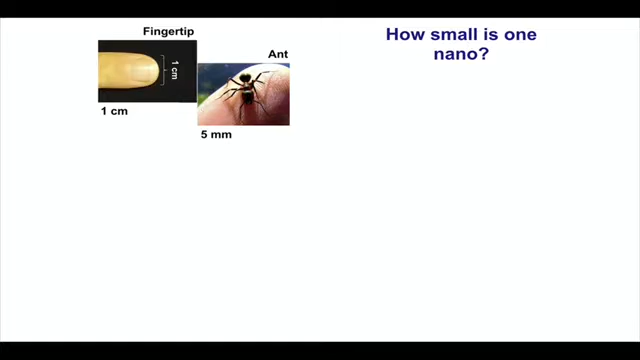 Fingertip
1 cm
1 cm
Ant
5 mm
How small is one
nano?